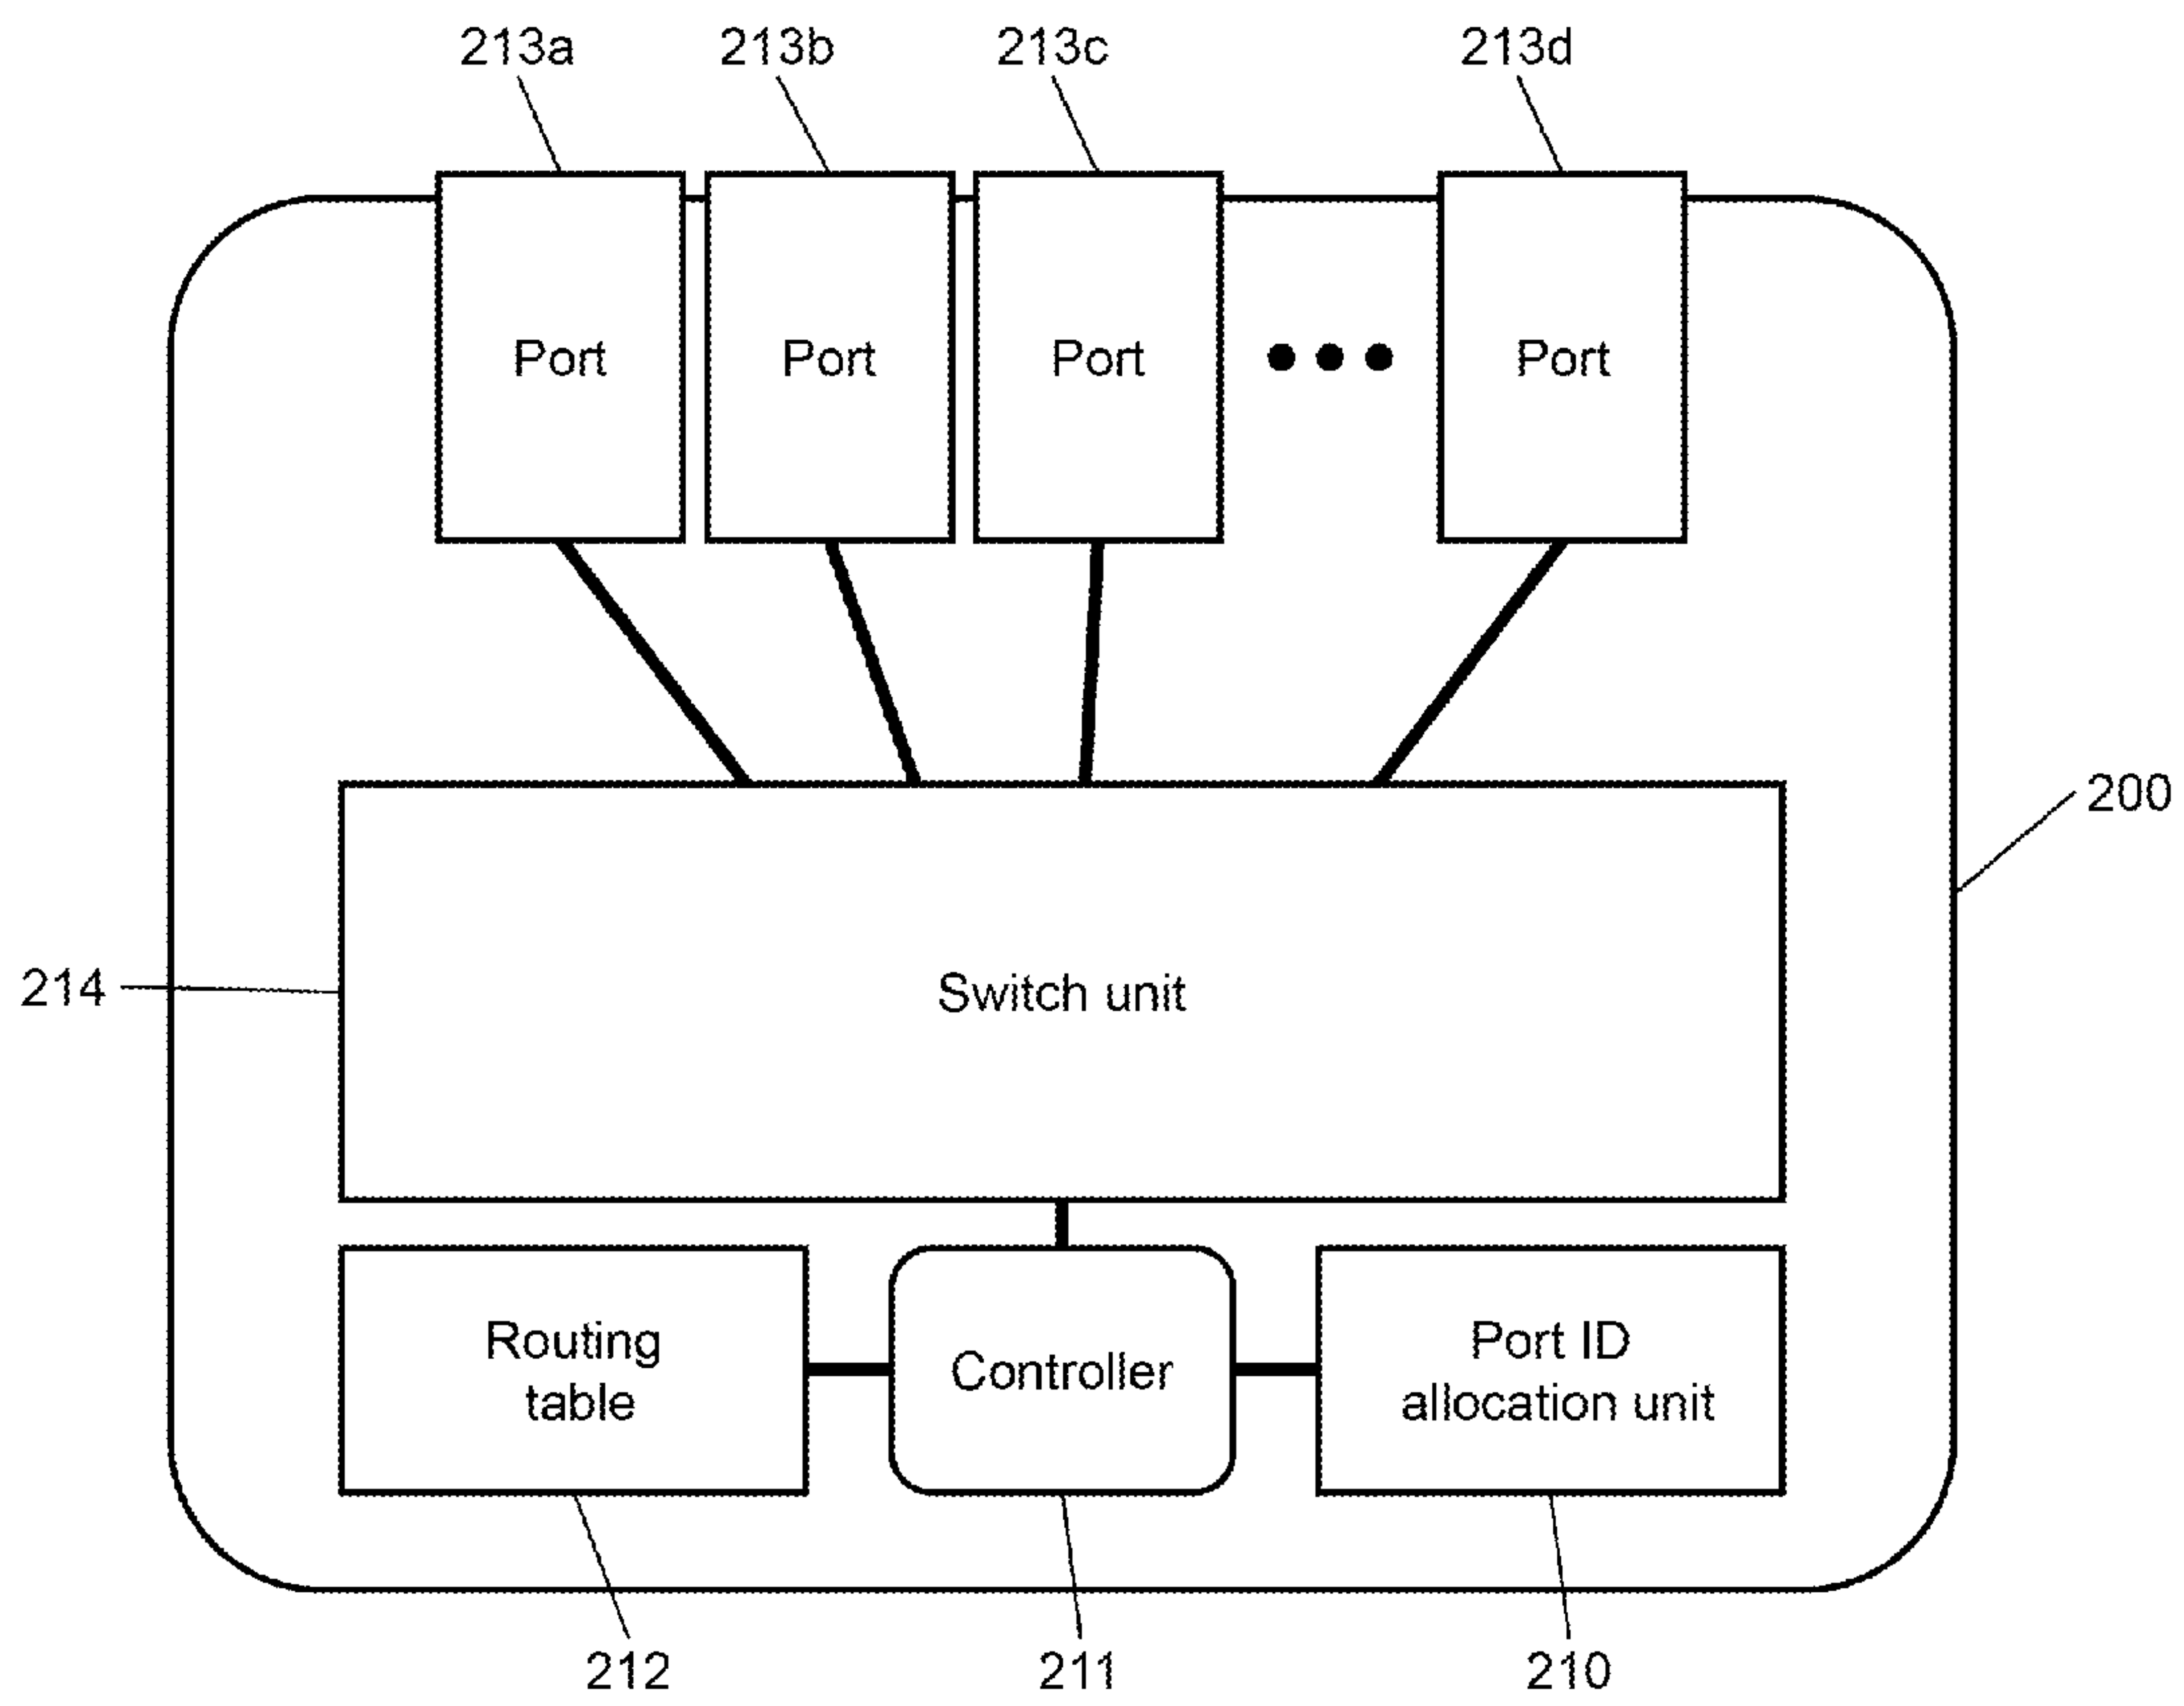 213a 213b 213c 213d
Port Port Port Port
200
214
Switch unit
Routing
table
Controller
Port ID
allocation unit
212 211 210